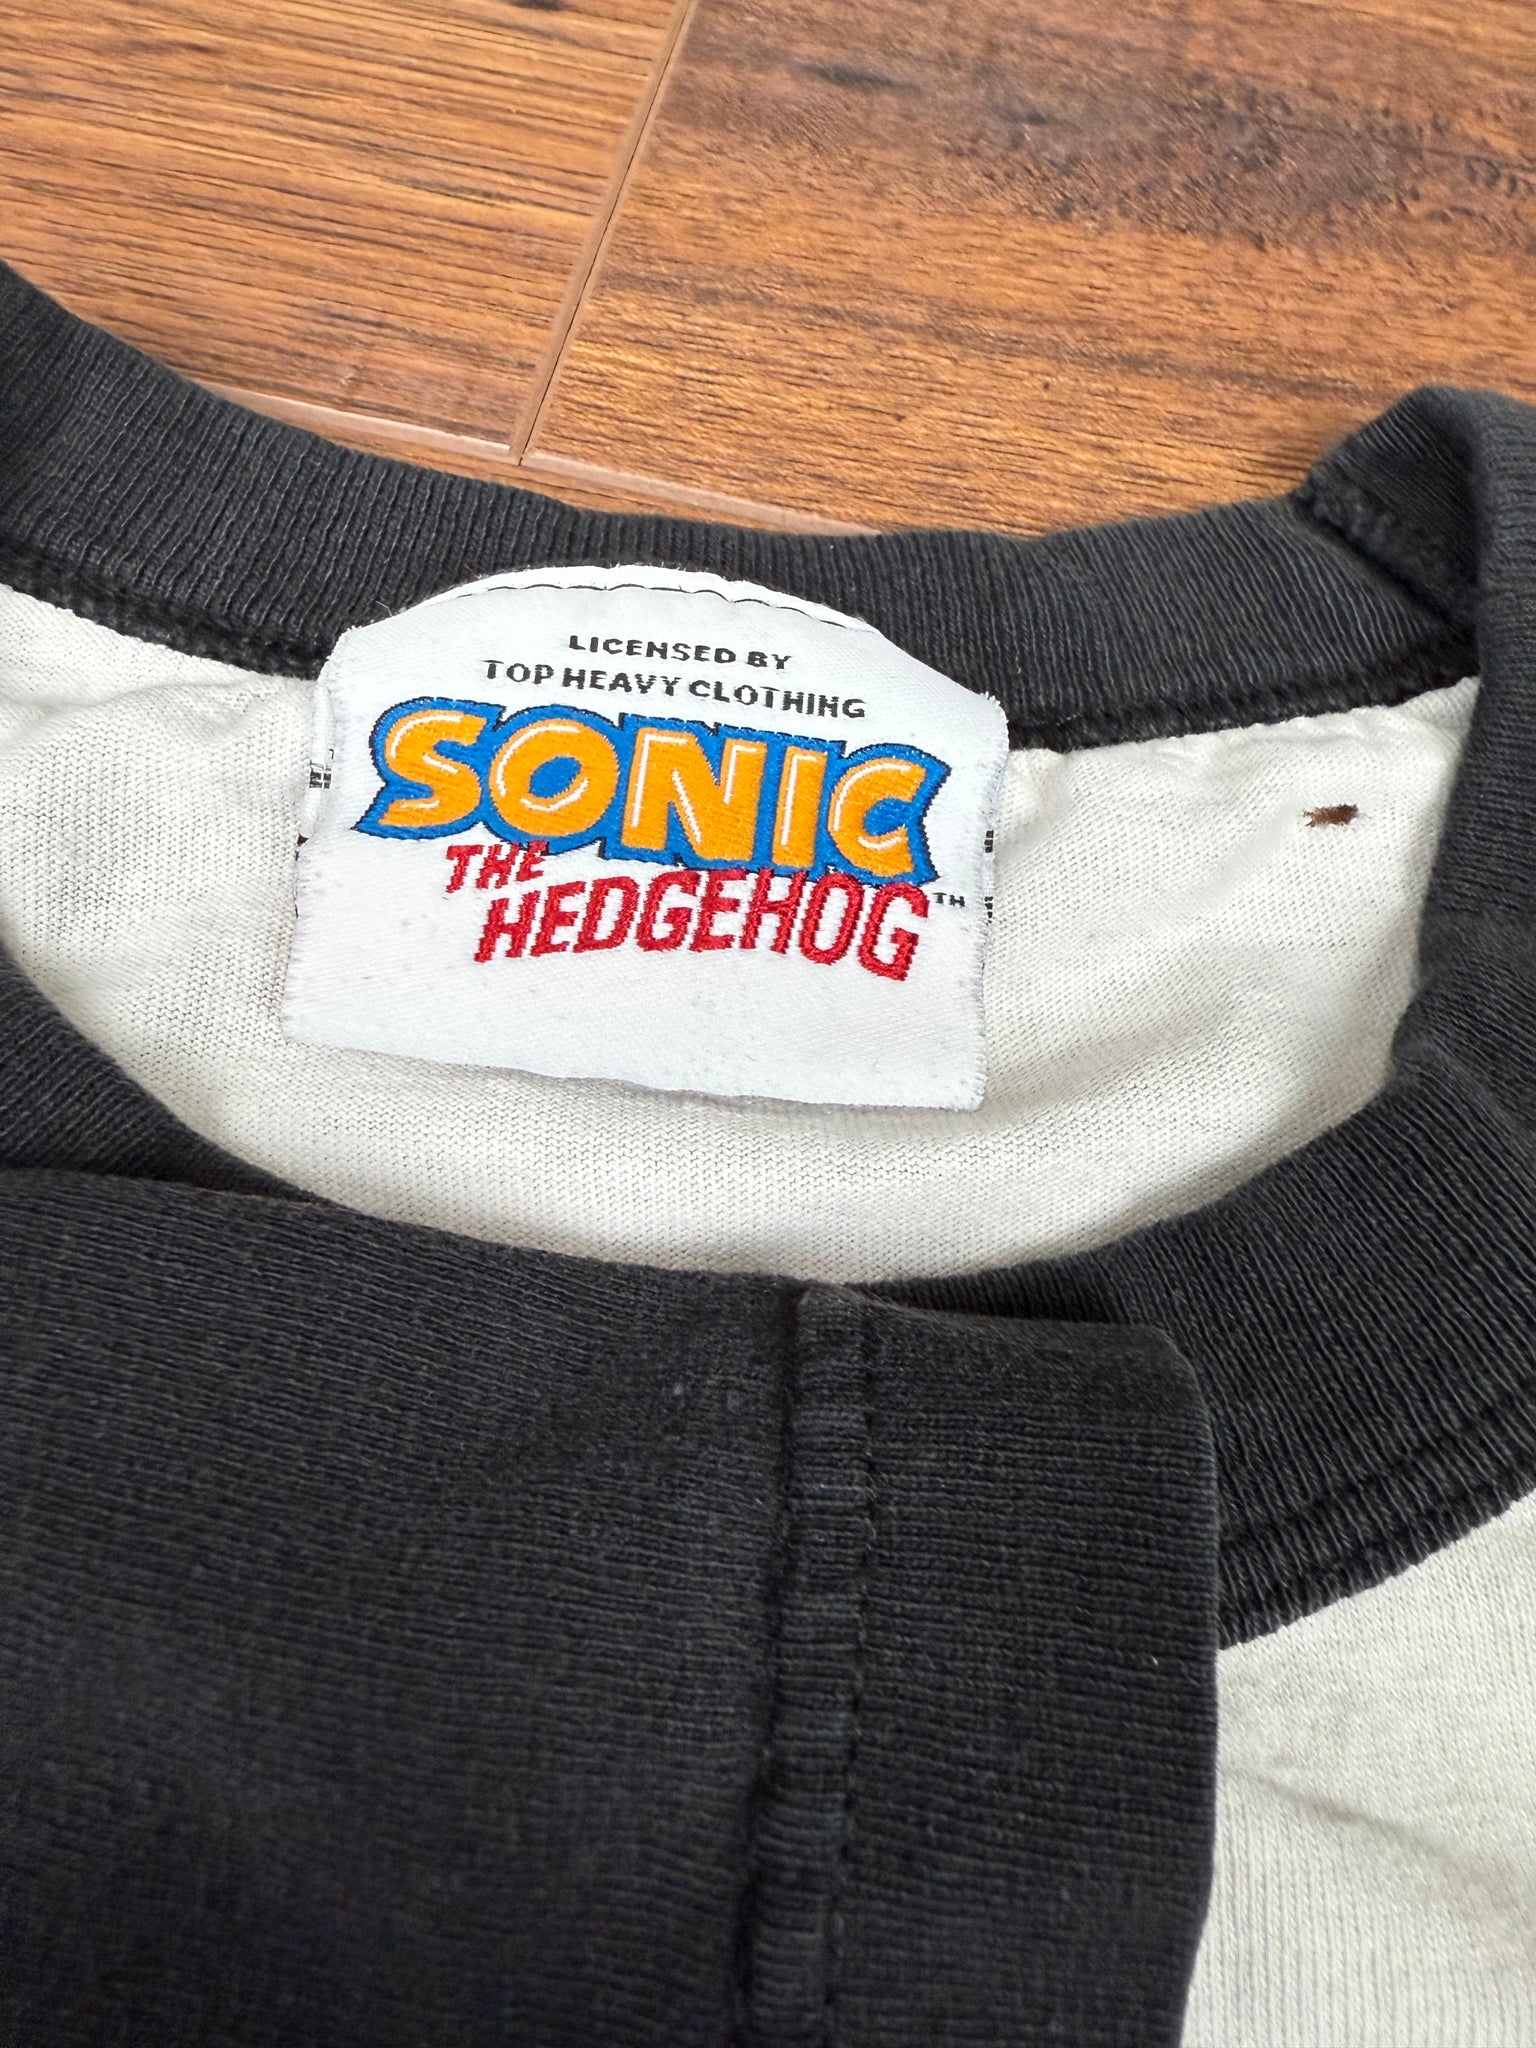 LICENSED BY
TOP HEAVY CLOTHING
SONIC
THE
HEDGEHOG™